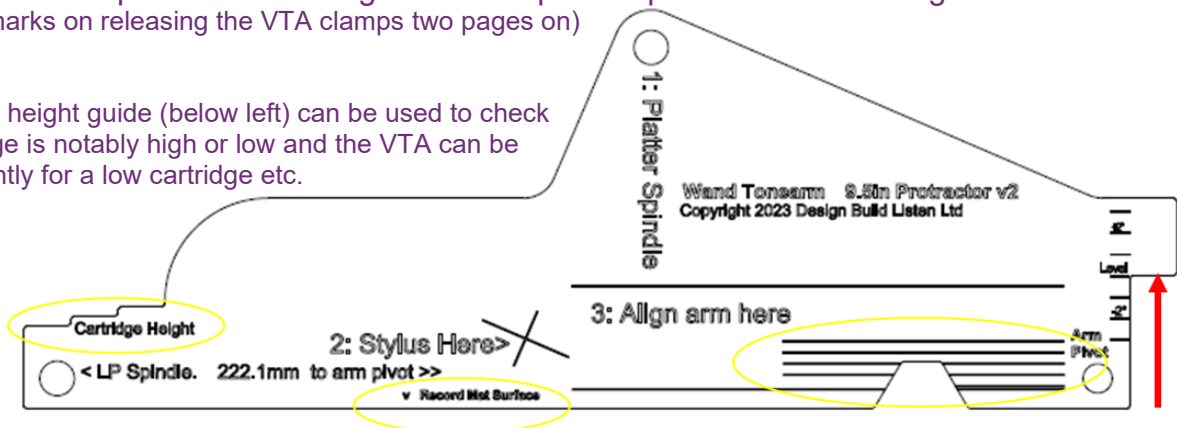 marks on releasing the VTA clamps two pages on)
height guide (below left) can be used to check
ge is notably high or low and the VTA can be
ntly for a low cartridge etc.
1: Platter Spindle
Wand Tonearm 9.5in Protractor v2
Copyright 2023 Design Build Listen Ltd
Level
-2°
Cartridge Height
3: Align arm here
2: Stylus Here>
Arm
Pivot
< LP Spindle. 222.1mm to arm pivot >>
v Record Mat Surface